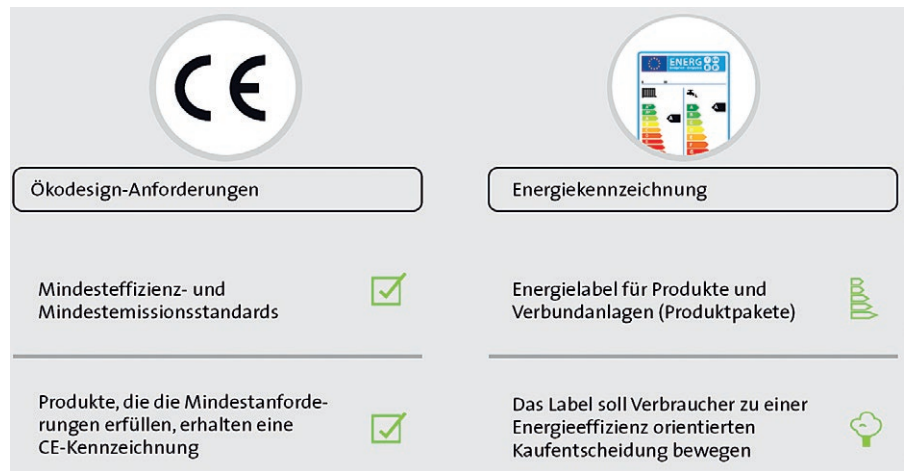 CE
ENERG
Ökodesign-Anforderungen
Mindesteffizienz- und
Mindestemissionsstandards
Produkte, die die Mindestanforde-
rungen erfüllen, erhalten eine
CE-Kennzeichnung
Energiekennzeichnung
Energielabel für Produkte und
Verbundanlagen (Produktpakete)
Das Label soll Verbraucher zu einer
Energieeffizienz orientierten
Kaufentscheidung bewegen